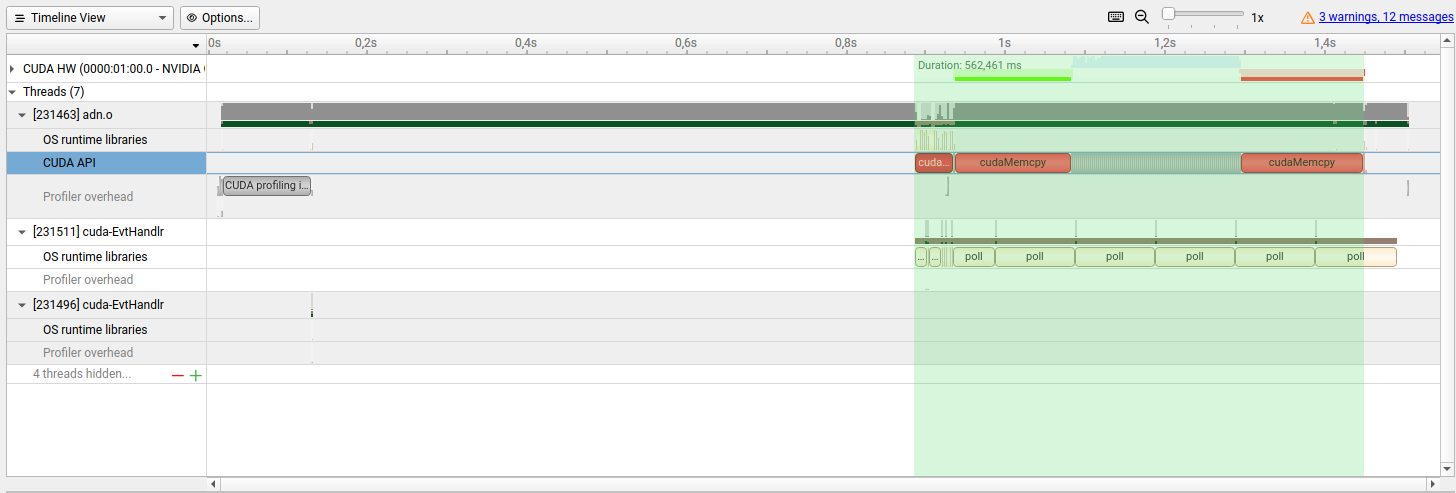 Timeline View Options... 1x 3 warnings, 12 messages
0s 0,2s 0,4s 0,6s 0,8s 1s 1,2s 1,4s
CUDA HW (0000:01:00.0 - NVIDIA Duration: 562,461 ms
Threads (7)
[231463] adn.o
OS runtime libraries
CUDA API cuda... cudaMemcpy cudaMemcpy
Profiler overhead CUDA profiling i...
[231511] cuda-EvtHandlr
OS runtime libraries ... ... poll poll poll poll poll poll
Profiler overhead
[231496] cuda-EvtHandlr
OS runtime libraries
Profiler overhead
4 threads hidden...